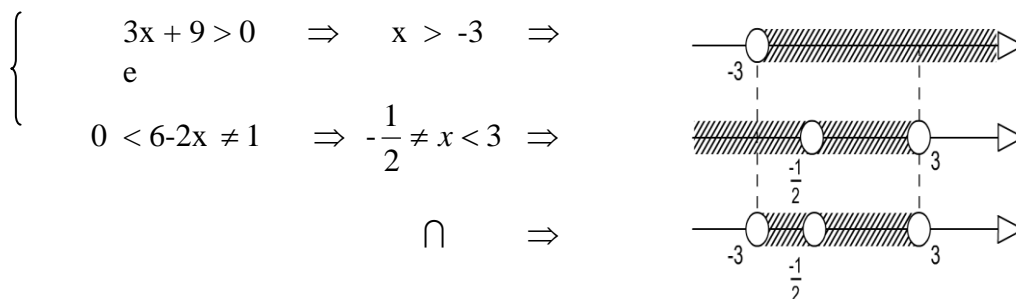 3x + 9 > 0 ⇒ x > -3 ⇒
-3
e
0 < 6-2x ≠ 1 ⇒ -1/2 ≠ x < 3 ⇒
-1/2 3
∩ ⇒
-3 -1/2 3